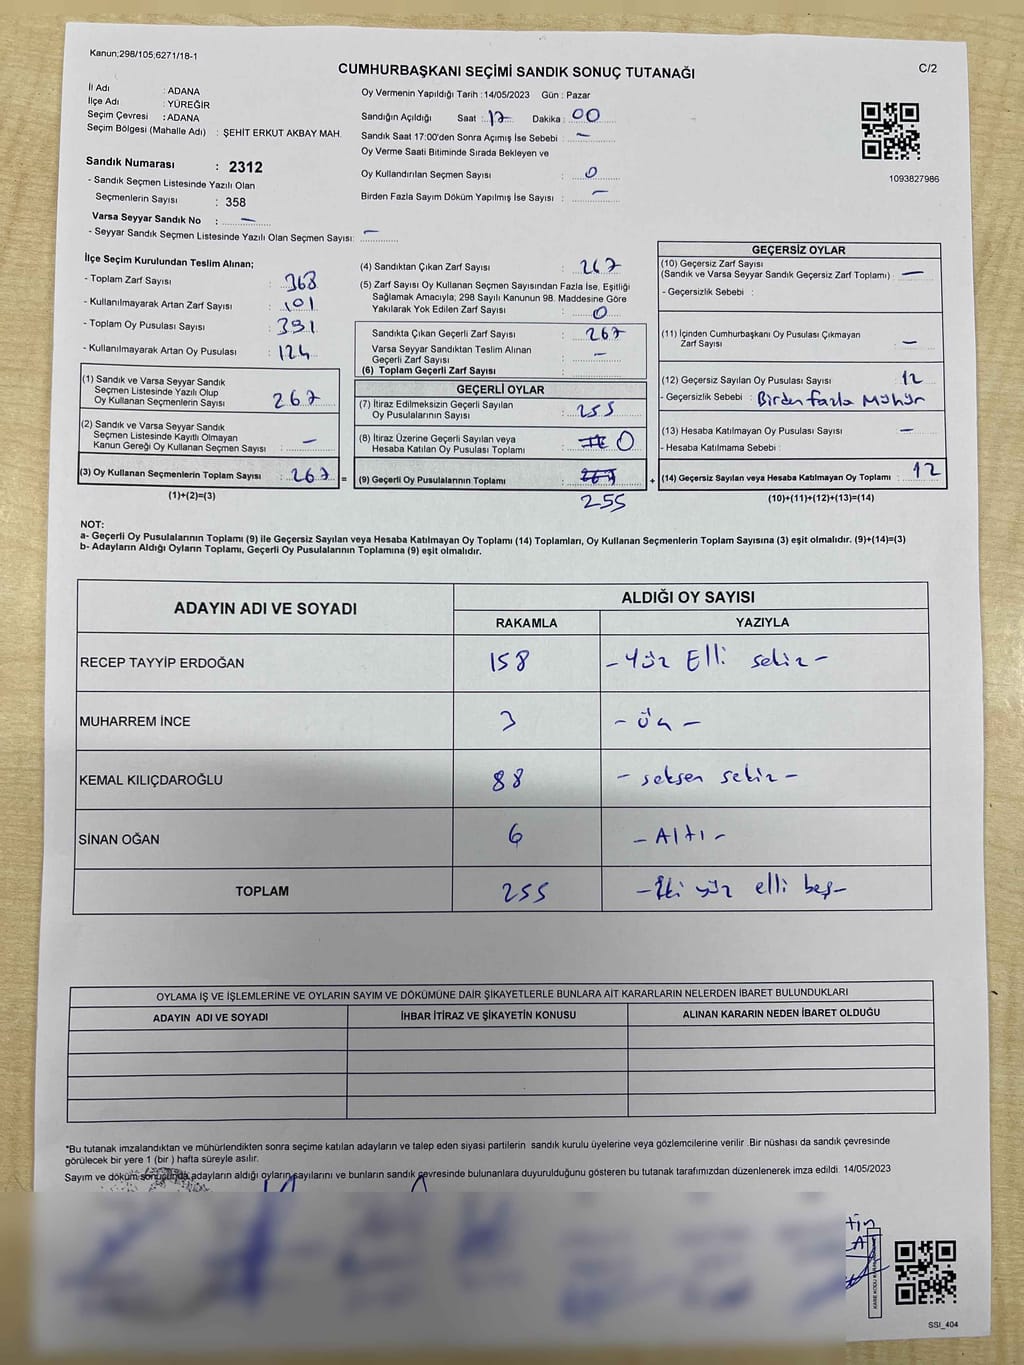 Kanun;298/105;6271/18-1
CUMHURBAŞKANI SEÇİMİ SANDIK SONUÇ TUTANAĞI
C/2
İl Adı : ADANA
İlçe Adı : YÜREĞİR
Seçim Çevresi : ADANA
Seçim Bölgesi (Mahalle Adı) : ŞEHİT ERKUT AKBAY MAH.
Sandık Numarası : 2312
- Sandık Seçmen Listesinde Yazılı Olan
Seçmenlerin Sayısı : 358
Varsa Seyyar Sandık No : —
- Seyyar Sandık Seçmen Listesinde Yazılı Olan Seçmen Sayısı: —
Oy Vermenin Yapıldığı Tarih : 14/05/2023 Gün : Pazar
Sandığın Açıldığı Saat : 17 Dakika : 00
Sandık Saat 17:00'den Sonra Açımış İse Sebebi : —
Oy Verme Saati Bitiminde Sırada Bekleyen ve
Oy Kullandırılan Seçmen Sayısı : 0
Birden Fazla Sayım Döküm Yapılmış İse Sayısı : —
1093827986
İlçe Seçim Kurulundan Teslim Alınan;
- Toplam Zarf Sayısı : 368
- Kullanılmayarak Artan Zarf Sayısı : 101
- Toplam Oy Pusulası Sayısı : 391
- Kullanılmayarak Artan Oy Pusulası : 124
(1) Sandık ve Varsa Seyyar Sandık
Seçmen Listesinde Yazılı Olup
Oy Kullanan Seçmenlerin Sayısı : 267
(2) Sandık ve Varsa Seyyar Sandık
Seçmen Listesinde Kayıtlı Olmayan
Kanun Gereği Oy Kullanan Seçmen Sayısı : —
(3) Oy Kullanan Seçmenlerin Toplam Sayısı : 267 =
(1)+(2)=(3)
(4) Sandıktan Çıkan Zarf Sayısı : 267
(5) Zarf Sayısı Oy Kullanan Seçmen Sayısından Fazla İse, Eşitliği
Sağlamak Amacıyla; 298 Sayılı Kanunun 98. Maddesine Göre
Yakılarak Yok Edilen Zarf Sayısı : 0
Sandıkta Çıkan Geçerli Zarf Sayısı : 267
Varsa Seyyar Sandıktan Teslim Alınan
Geçerli Zarf Sayısı : —
(6) Toplam Geçerli Zarf Sayısı :
GEÇERLİ OYLAR
(7) İtiraz Edilmeksizin Geçerli Sayılan
Oy Pusulalarının Sayısı : 255
(8) İtiraz Üzerine Geçerli Sayılan veya
Hesaba Katılan Oy Pusulası Toplamı : 0
(9) Geçerli Oy Pusulalarının Toplamı : 267 +
255
GEÇERSİZ OYLAR
(10) Geçersiz Zarf Sayısı
(Sandık ve Varsa Seyyar Sandık Geçersiz Zarf Toplamı) : —
- Geçersizlik Sebebi :
(11) İçinden Cumhurbaşkanı Oy Pusulası Çıkmayan
Zarf Sayısı : —
(12) Geçersiz Sayılan Oy Pusulası Sayısı : 12
- Geçersizlik Sebebi : Birden fazla Mühür
(13) Hesaba Katılmayan Oy Pusulası Sayısı : —
- Hesaba Katılmama Sebebi :
(14) Geçersiz Sayılan veya Hesaba Katılmayan Oy Toplamı : 12
(10)+(11)+(12)+(13)=(14)
NOT:
a- Geçerli Oy Pusulalarının Toplamı (9) ile Geçersiz Sayılan veya Hesaba Katılmayan Oy Toplamı (14) Toplamları, Oy Kullanan Seçmenlerin Toplam Sayısına (3) eşit olmalıdır. (9)+(14)=(3)
b- Adayların Aldığı Oyların Toplamı, Geçerli Oy Pusulalarının Toplamına (9) eşit olmalıdır.
ADAYIN ADI VE SOYADI ALDIĞI OY SAYISI
RAKAMLA YAZIYLA
RECEP TAYYİP ERDOĞAN 158 - Yüz Elli sekiz -
MUHARREM İNCE 3 - üç -
KEMAL KILIÇDAROĞLU 88 - seksen sekiz -
SİNAN OĞAN 6 - Altı -
TOPLAM 255 - İki yüz elli beş -
OYLAMA İŞ VE İŞLEMLERİNE VE OYLARIN SAYIM VE DÖKÜMÜNE DAİR ŞİKAYETLERLE BUNLARA AİT KARARLARIN NELERDEN İBARET BULUNDUKLARI
ADAYIN ADI VE SOYADI İHBAR İTİRAZ VE ŞİKAYETİN KONUSU ALINAN KARARIN NEDEN İBARET OLDUĞU
*Bu tutanak imzalandıktan ve mühürlendikten sonra seçime katılan adayların ve talep eden siyasi partilerin sandık kurulu üyelerine veya gözlemcilerine verilir .Bir nüshası da sandık çevresinde
görülecek bir yere 1 (bir ) hafta süreyle asılır.
Sayım ve döküm sonucunda adayların aldığı oyların sayılarını ve bunların sandık çevresinde bulunanlara duyurulduğunu gösteren bu tutanak tarafımızdan düzenlenerek imza edildi 14/05/2023
SSI_404